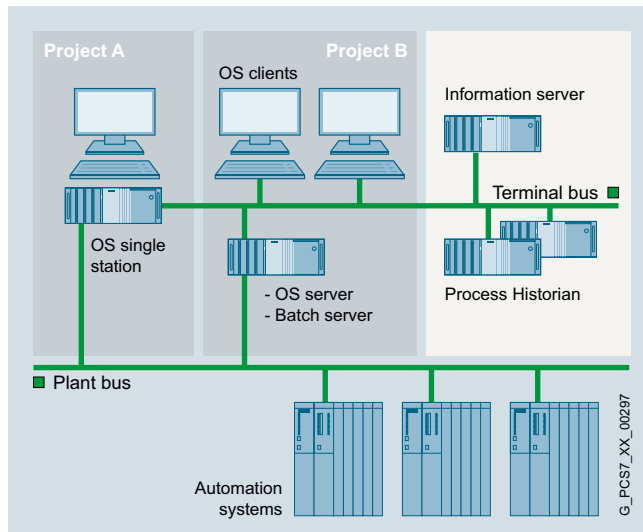 Project A
Project B
OS clients
Information server
Terminal bus
OS single
station
- OS server
- Batch server
Process Historian
Plant bus
Automation
systems
G_PCS7_XX_00297